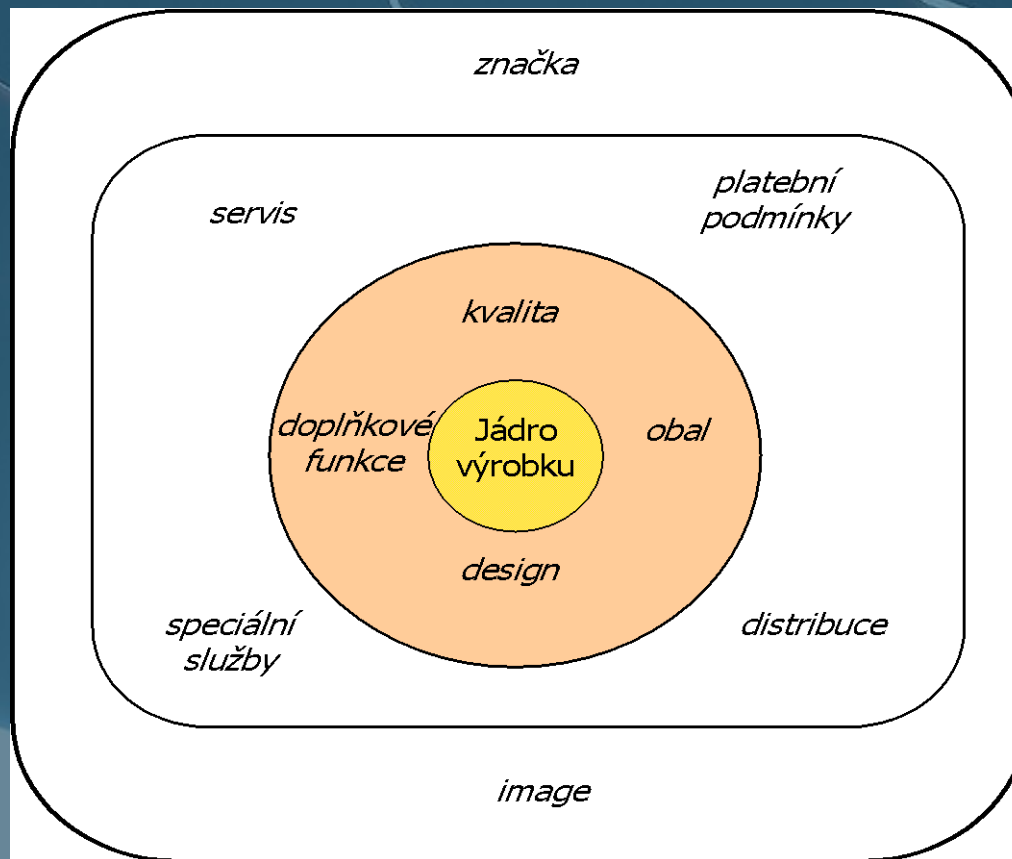 značka
servis
platební
podmínky
kvalita
doplňkové
funkce
Jádro
výrobku
obal
design
speciální
služby
distribuce
image